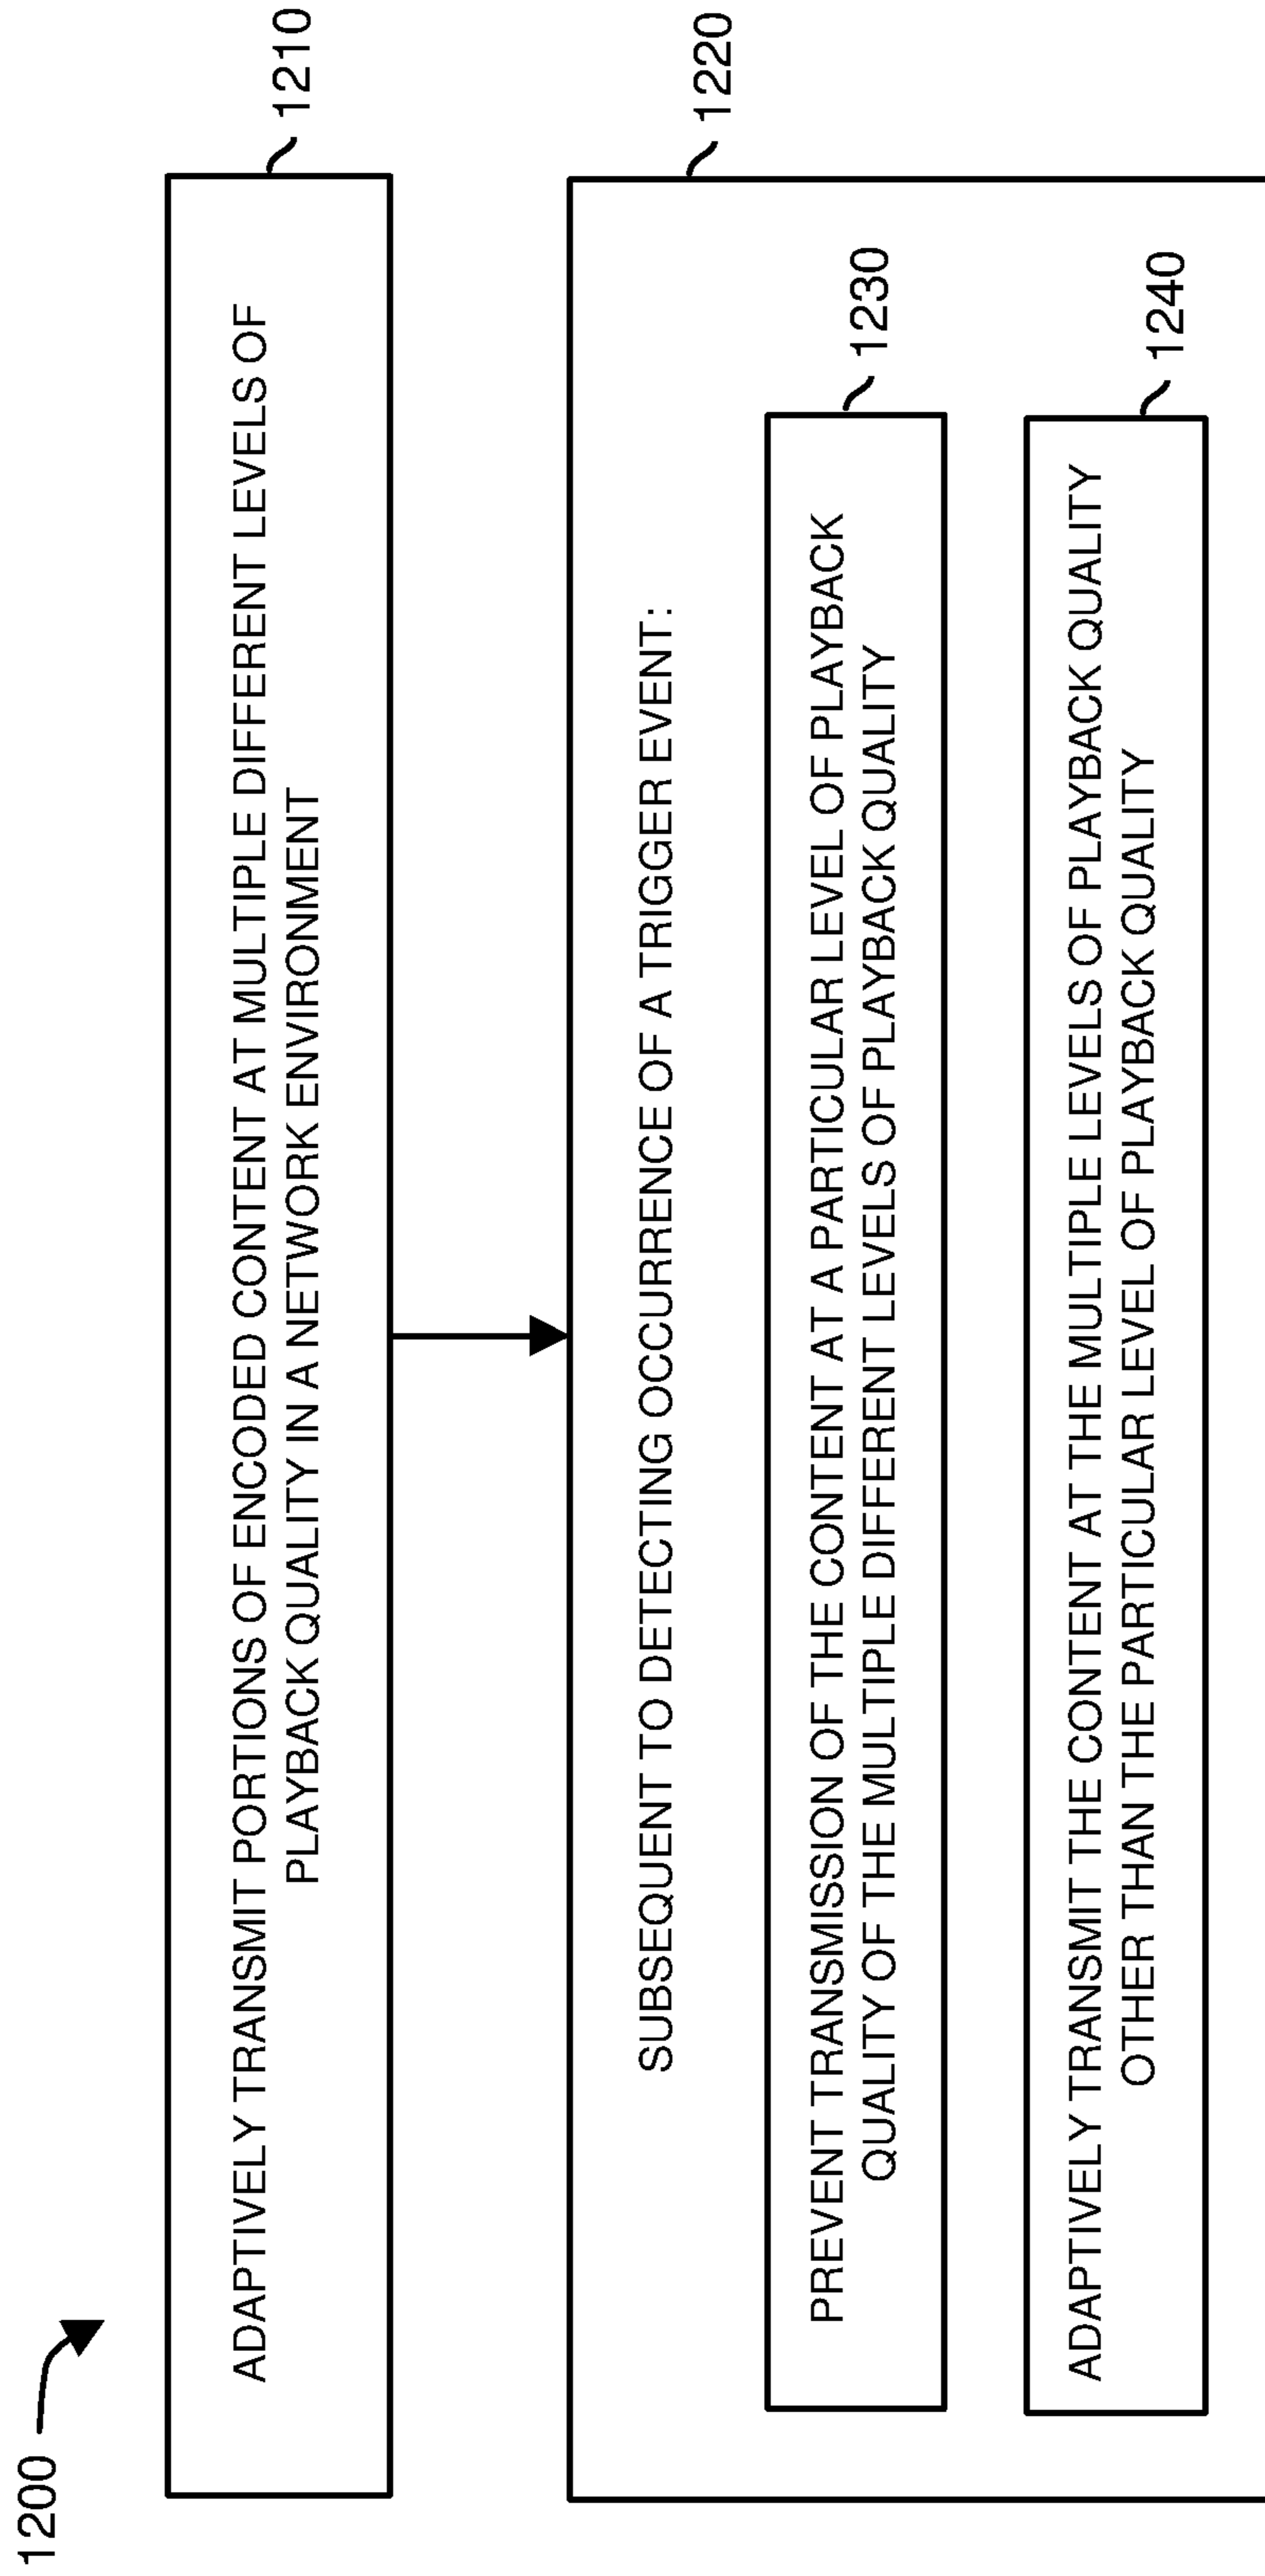 1200
1210
ADAPTIVELY TRANSMIT PORTIONS OF ENCODED CONTENT AT MULTIPLE DIFFERENT LEVELS OF
PLAYBACK QUALITY IN A NETWORK ENVIRONMENT
1220
SUBSEQUENT TO DETECTING OCCURRENCE OF A TRIGGER EVENT:
1230
PREVENT TRANSMISSION OF THE CONTENT AT A PARTICULAR LEVEL OF PLAYBACK
QUALITY OF THE MULTIPLE DIFFERENT LEVELS OF PLAYBACK QUALITY
1240
ADAPTIVELY TRANSMIT THE CONTENT AT THE MULTIPLE LEVELS OF PLAYBACK QUALITY
OTHER THAN THE PARTICULAR LEVEL OF PLAYBACK QUALITY